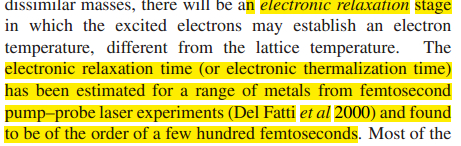 dissimilar masses, there will be an electronic relaxation stage
in which the excited electrons may establish an electron
temperature, different from the lattice temperature. The
electronic relaxation time (or electronic thermalization time)
has been estimated for a range of metals from femtosecond
pump–probe laser experiments (Del Fatti et al 2000) and found
to be of the order of a few hundred femtoseconds. Most of the